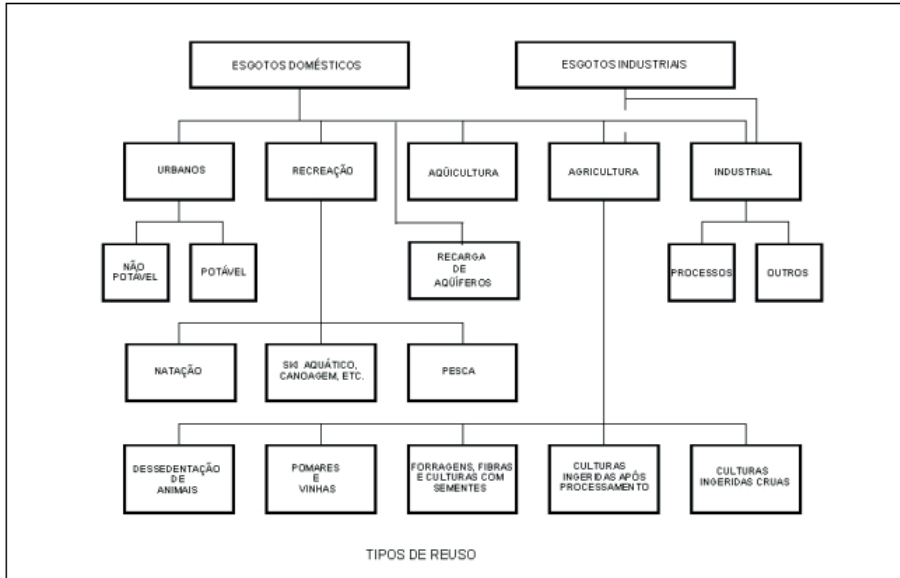 ESGOTOS DOMÉSTICOS
ESGOTOS INDUSTRIAIS
URBANOS
RECREAÇÃO
AQÜICULTURA
AGRICULTURA
INDUSTRIAL
NÃO
POTÁVEL
POTÁVEL
RECARGA
DE
AQÜÍFEROS
PROCESSOS
OUTROS
NATAÇÃO
SKI AQUÁTICO,
CANOAGEM, ETC.
PESCA
DESSEDENTAÇÃO
DE
ANIMAIS
POMARES
E
VINHAS
FORRAGENS, FIBRAS
E CULTURAS COM
SEMENTES
CULTURAS
INGERIDAS APÓS
PROCESSAMENTO
CULTURAS
INGERIDAS CRUAS
TIPOS DE REUSO